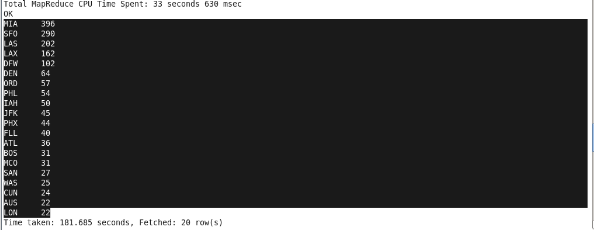 Total MapReduce CPU Time Spent: 33 seconds 630 msec
OK
MIA 396
SFO 290
LAS 202
LAX 162
DFW 102
DEN 64
ORD 57
PHL 54
IAH 50
JFK 45
PHX 44
FLL 40
ATL 36
BOS 31
MCO 31
SAN 27
WAS 25
CUN 24
AUS 22
LON 22
Time taken: 181.685 seconds, Fetched: 20 row(s)